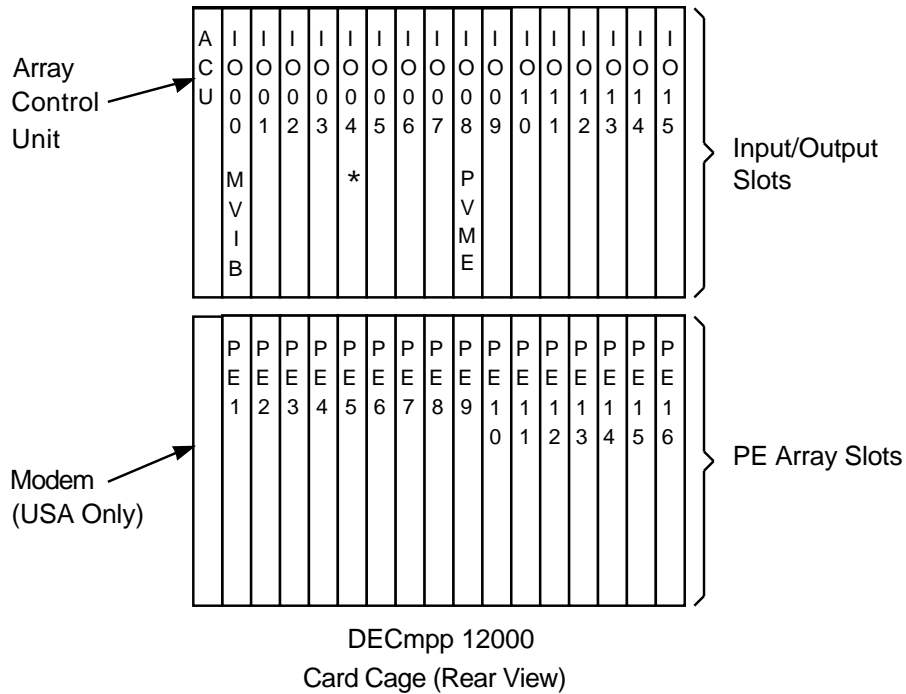 Array
Control
Unit
ACU
IO00 MVIB
IO01
IO02
IO03
IO04 *
IO05
IO06
IO07
IO08 PVME
IO09
IO10
IO11
IO12
IO13
IO14
IO15
Input/Output
Slots
Modem
(USA Only)
PE1
PE2
PE3
PE4
PE5
PE6
PE7
PE8
PE9
PE10
PE11
PE12
PE13
PE14
PE15
PE16
PE Array Slots
DECmpp 12000
Card Cage (Rear View)